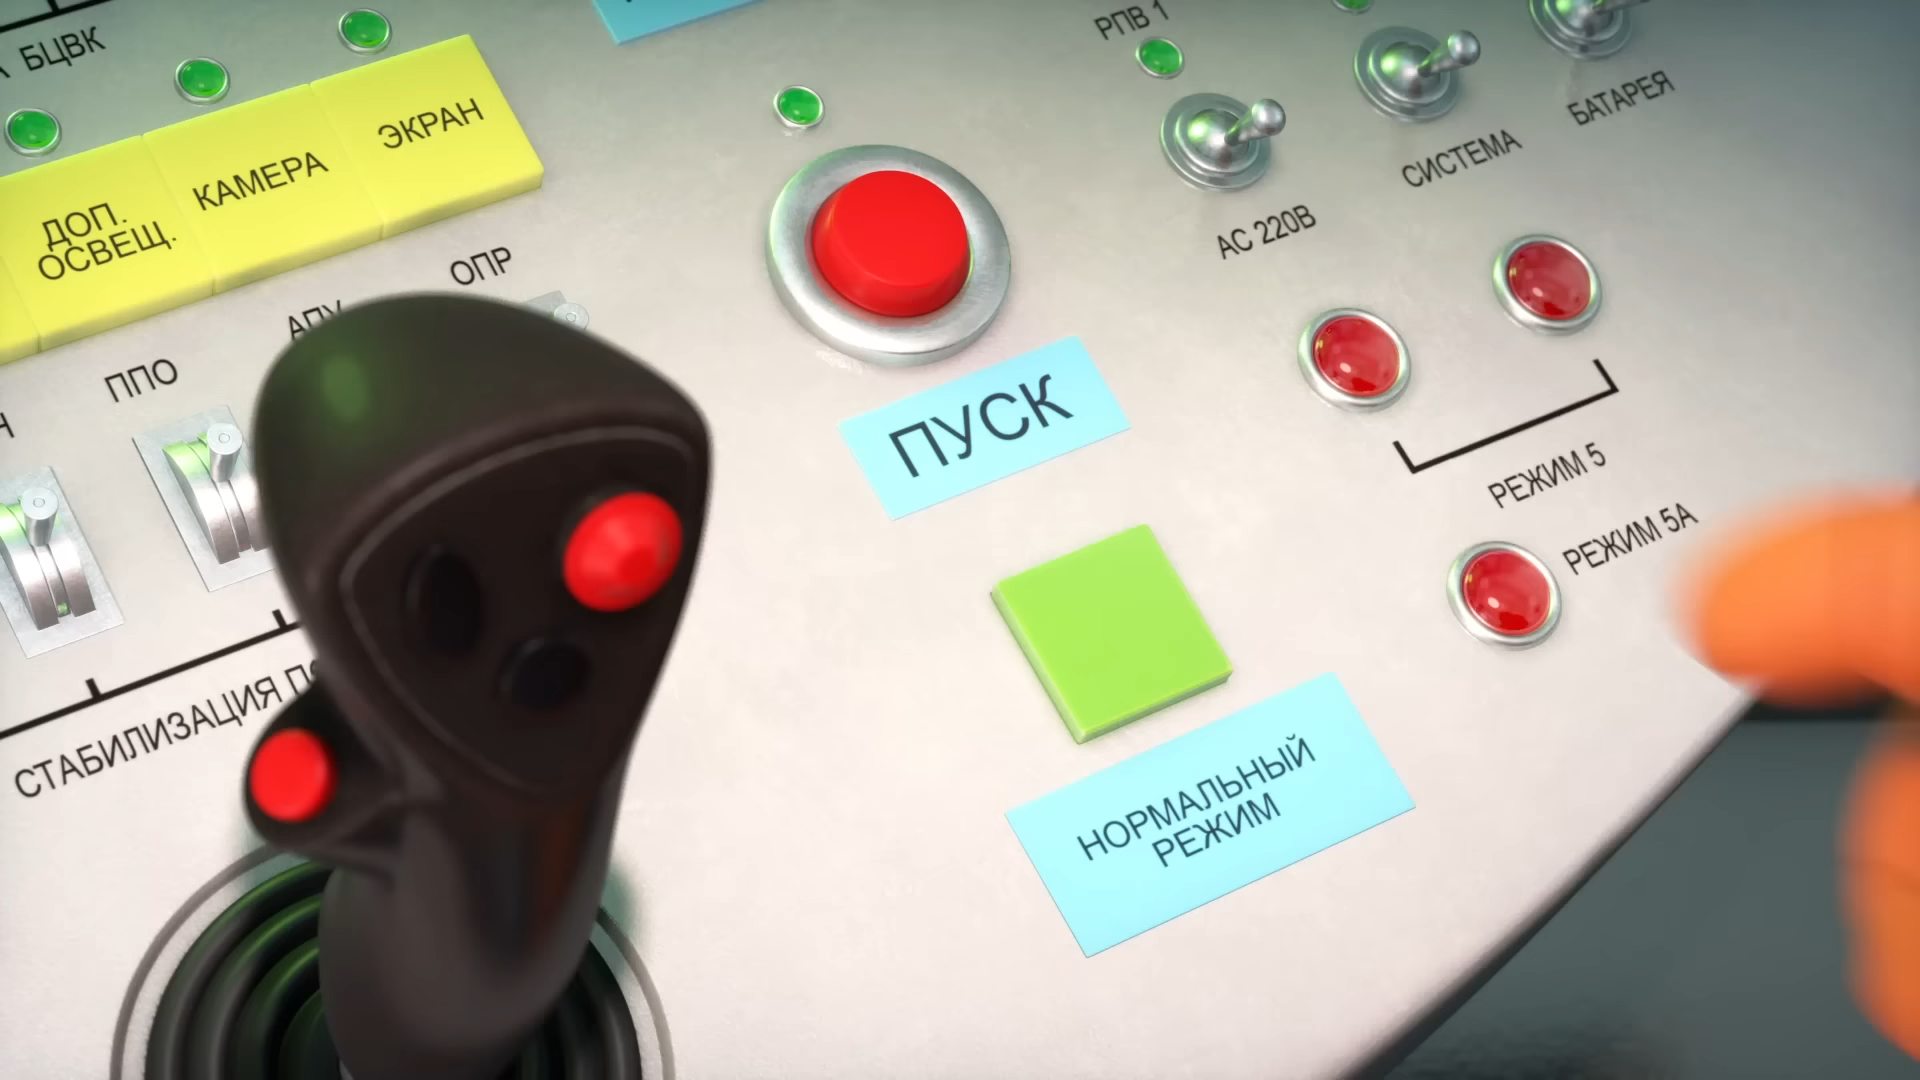 БЦВК
РПВ 1
ЭКРАН
КАМЕРА
ДОП.
ОСВЕЩ.
БАТАРЕЯ
СИСТЕМА
АС 220В
ОПР
АПУ
ППО
ПУСК
РЕЖИМ 5
РЕЖИМ 5А
СТАБИЛИЗАЦИЯ
НОРМАЛЬНЫЙ
РЕЖИМ